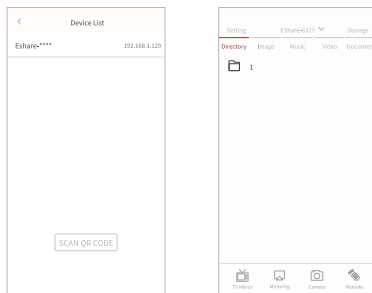 Device List
Eshare-**** 192.168.1.129
SCAN QR CODE
Setting EShare-6327 Storage
Directory Image Music Video Documen
1
TV Mirror Mirroring Camera Remote